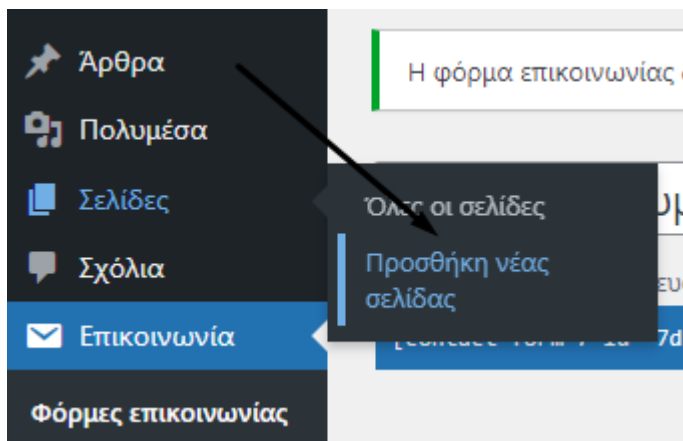 Άρθρα
Η φόρμα επικοινωνίας
Πολυμέσα
Σελίδες
Όλες οι σελίδες
Σχόλια
Προσθήκη νέας
σελίδας
Επικοινωνία
Φόρμες επικοινωνίας